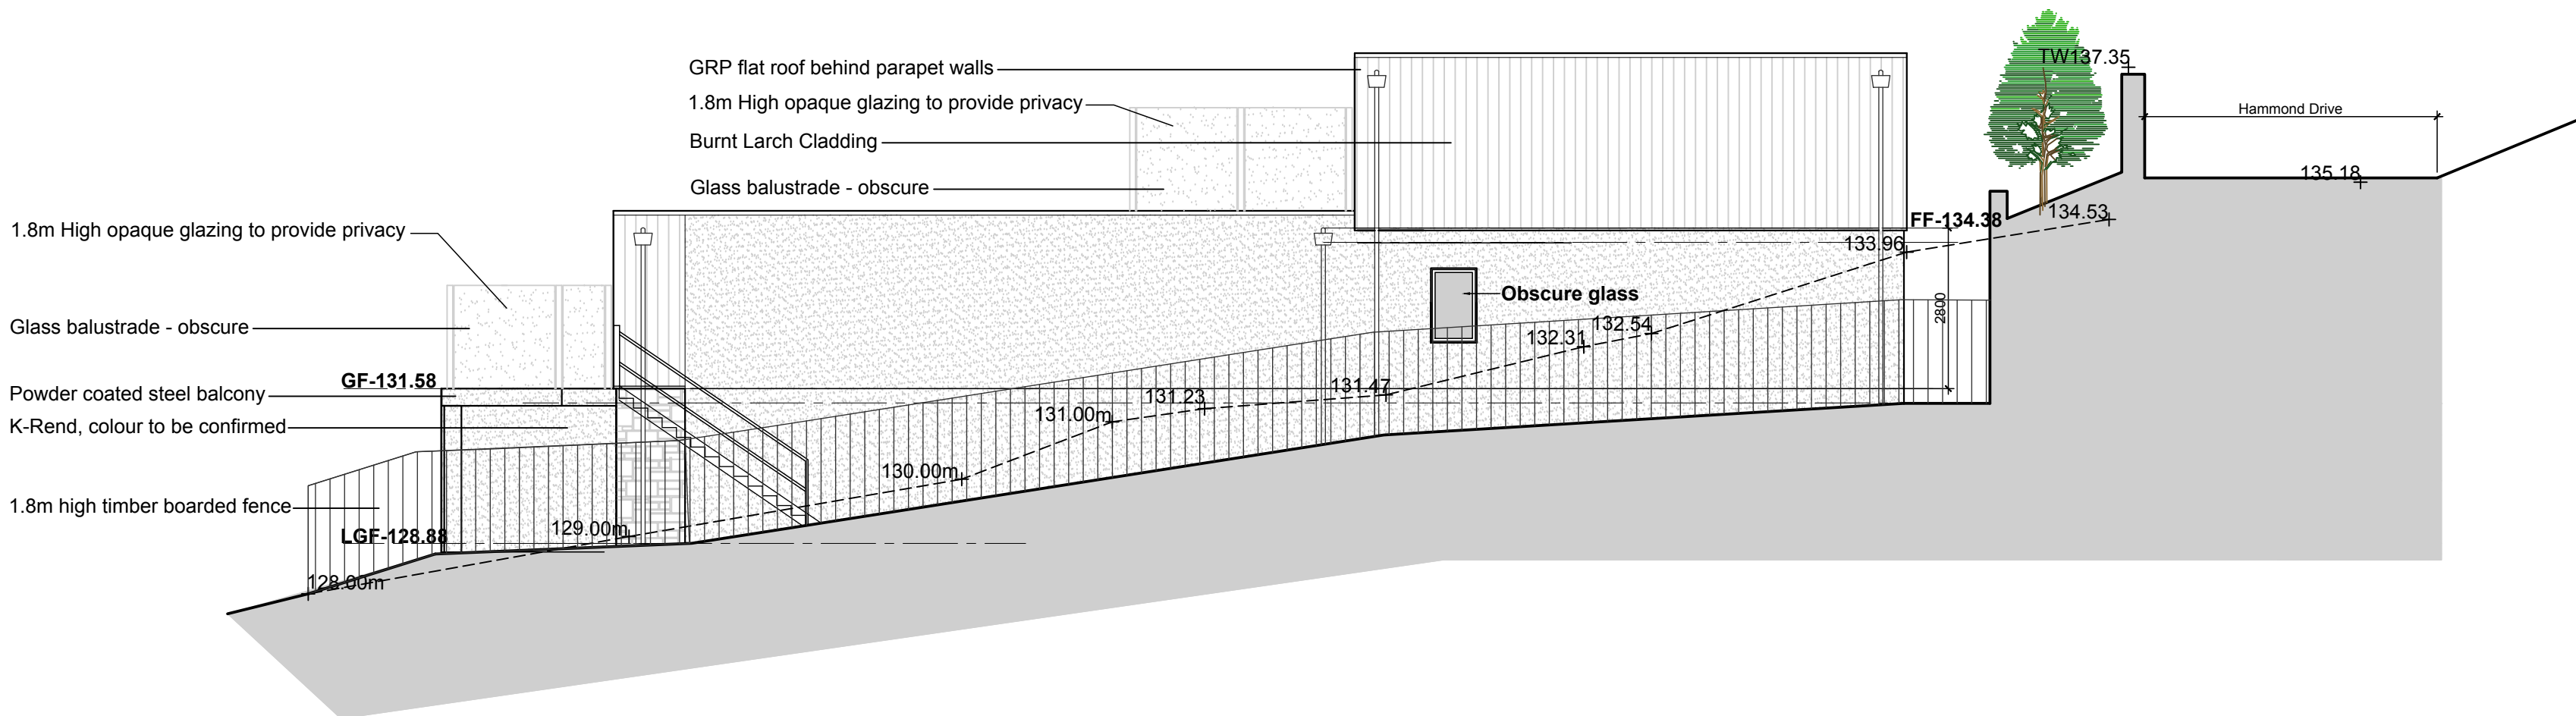 GRP flat roof behind parapet walls
1.8m High opaque glazing to provide privacy
Burnt Larch Cladding
Glass balustrade - obscure
1.8m High opaque glazing to provide privacy
Glass balustrade - obscure
GF-131.58
Powder coated steel balcony
K-Rend, colour to be confirmed
1.8m high timber boarded fence
LGF-128.88
128.00m
129.00m
130.00m
131.00m
131.23
131.47
132.31
132.54
Obscure glass
133.96
FF-134.38
2800
134.53
TW137.35
Hammond Drive
135.18